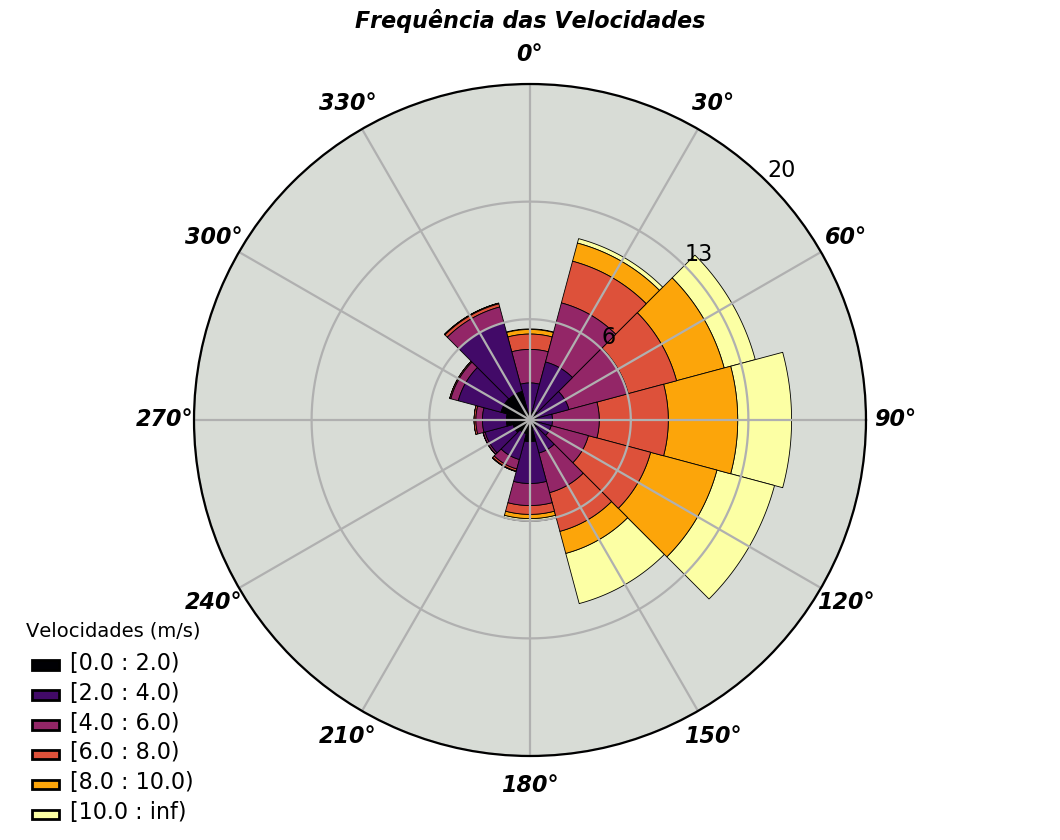 Frequência das Velocidades
0°
330°
30°
20
300°
60°
13
6
270°
90°
240°
120°
210°
150°
180°
Velocidades (m/s)
[0.0 : 2.0)
[2.0 : 4.0)
[4.0 : 6.0)
[6.0 : 8.0)
[8.0 : 10.0)
[10.0 : inf)